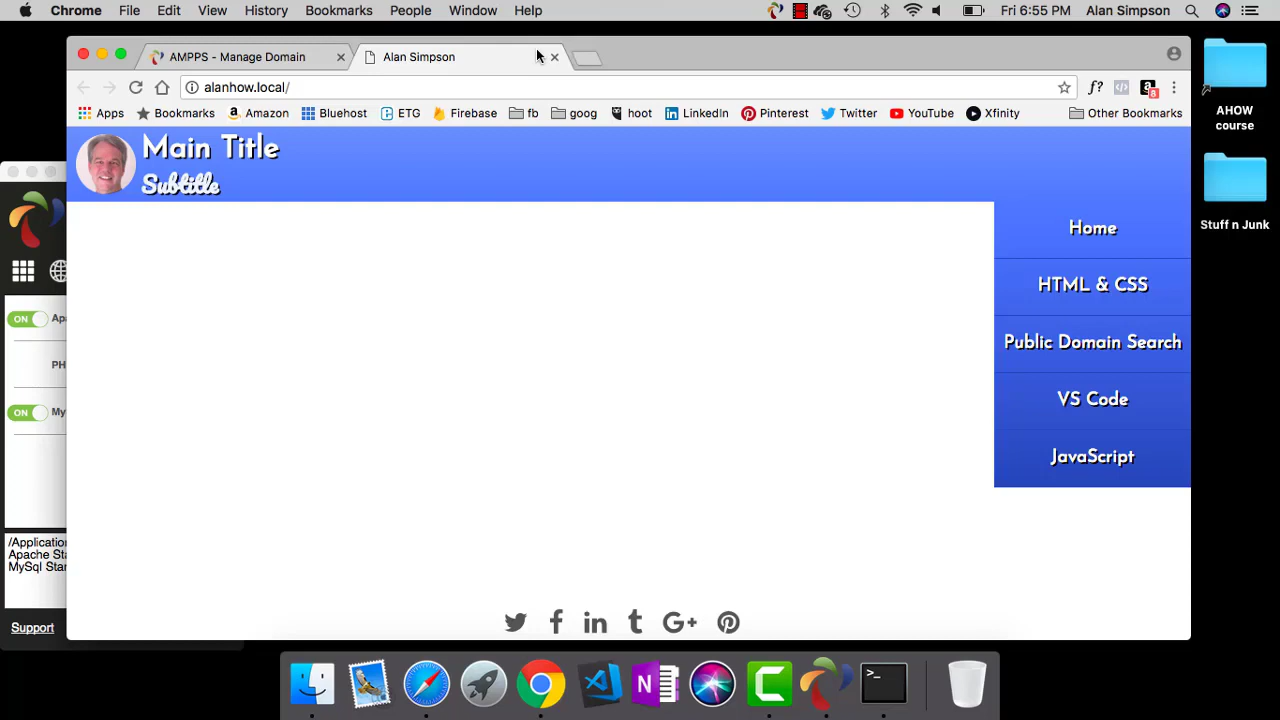 Chrome File Edit View History Bookmarks People Window Help Fri 6:55 PM Alan Simpson
AMPPS - Manage Domain Alan Simpson
alanhow.local/
Apps Bookmarks Amazon Bluehost ETG Firebase fb goog hoot LinkedIn Pinterest Twitter YouTube Xfinity Other Bookmarks
Main Title
Subtitle
Home
HTML & CSS
Public Domain Search
VS Code
JavaScript
ON Apa
PH
ON My
/Application
Apache Sta
MySql Star
Support
AHOW
course
Stuff n Junk